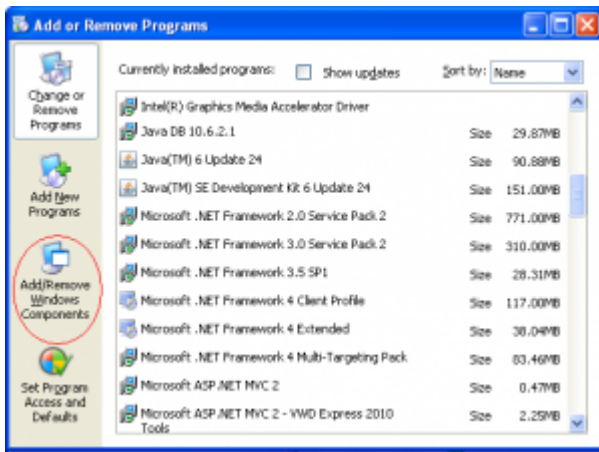 Add or Remove Programs
Change or
Remove
Programs
Add New
Programs
Add/Remove
Windows
Components
Set Program
Access and
Defaults
Currently installed programs: Show updates Sort by: Name
Intel(R) Graphics Media Accelerator Driver
Java DB 10.6.2.1 Size 29.87MB
Java(TM) 6 Update 24 Size 90.88MB
Java(TM) SE Development Kit 6 Update 24 Size 151.00MB
Microsoft .NET Framework 2.0 Service Pack 2 Size 771.00MB
Microsoft .NET Framework 3.0 Service Pack 2 Size 310.00MB
Microsoft .NET Framework 3.5 SP1 Size 28.31MB
Microsoft .NET Framework 4 Client Profile Size 117.00MB
Microsoft .NET Framework 4 Extended Size 38.04MB
Microsoft .NET Framework 4 Multi-Targeting Pack Size 83.46MB
Microsoft ASP.NET MVC 2 Size 0.47MB
Microsoft ASP.NET MVC 2 - VWD Express 2010 Size 2.25MB
Tools